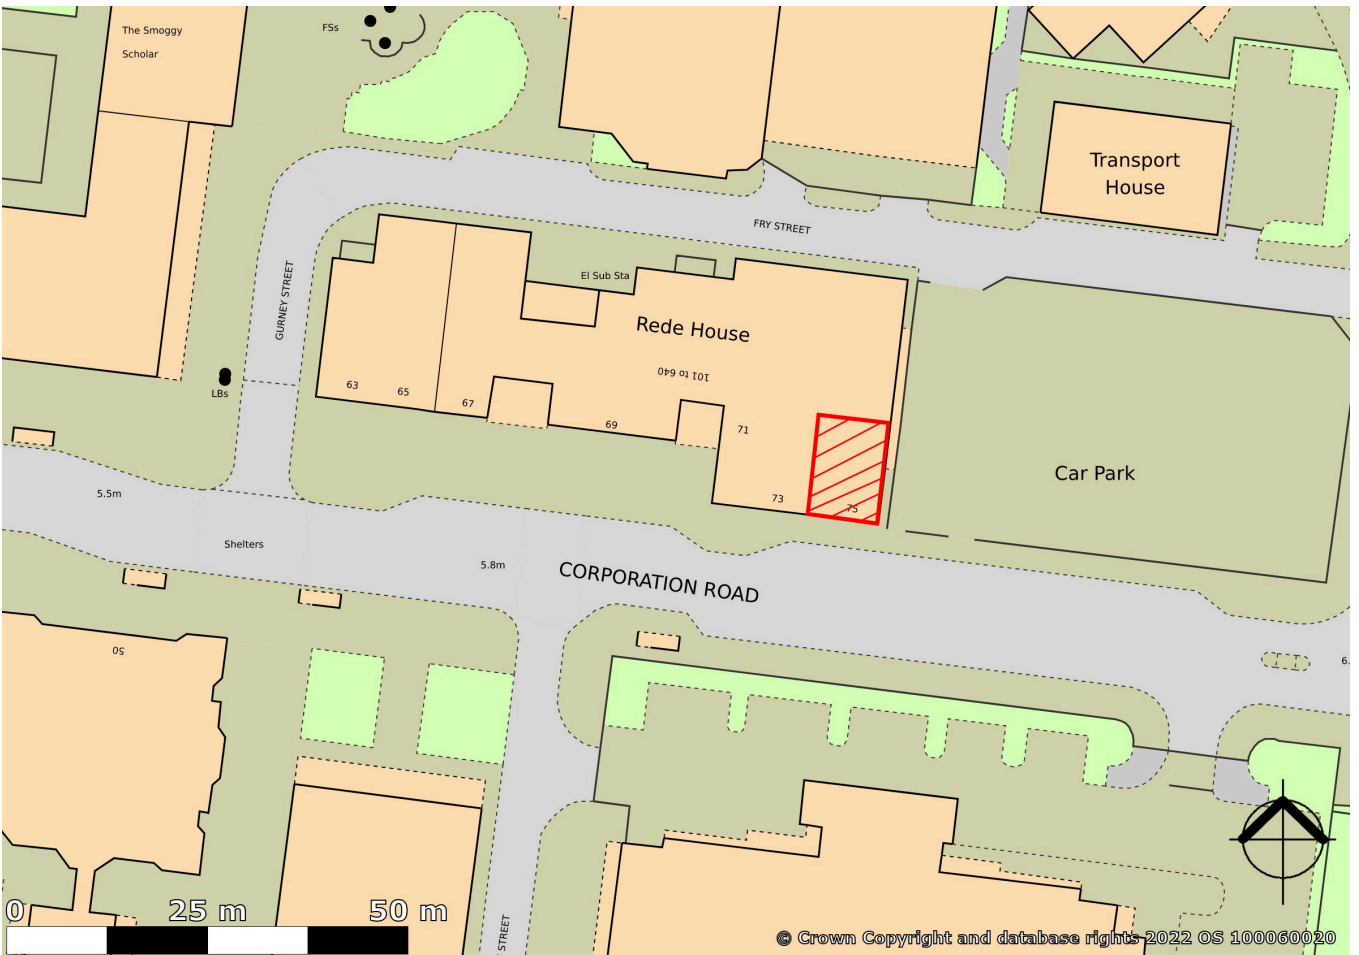 The Smoggy
Scholar
FSs
Transport
House
FRY STREET
GURNEY STREET
El Sub Sta
Rede House
101 to 640
LBs
63
65
67
69
71
73
75
Car Park
5.5m
Shelters
5.8m
CORPORATION ROAD
6.
50
STREET
0
25 m
50 m
© Crown Copyright and database rights 2022 OS 100060020